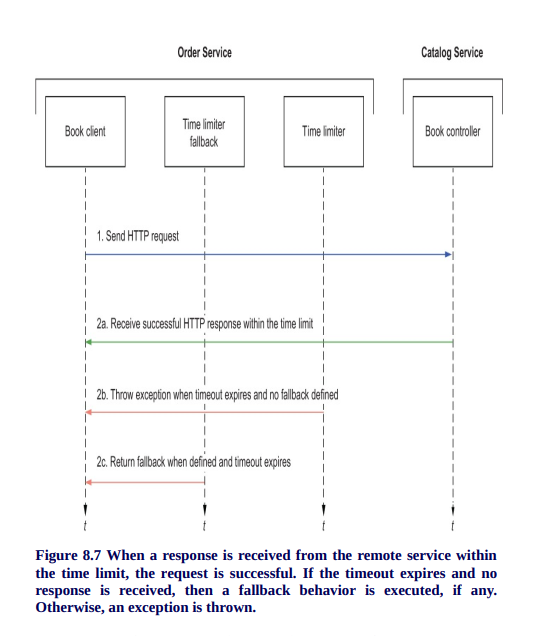 Order Service
Catalog Service
Book client
Time limiter
fallback
Time limiter
Book controller
1. Send HTTP request
2a. Receive successful HTTP response within the time limit
2b. Throw exception when timeout expires and no fallback defined
2c. Return fallback when defined and timeout expires
t
t
t
t
Figure 8.7 When a response is received from the remote service within
the time limit, the request is successful. If the timeout expires and no
response is received, then a fallback behavior is executed, if any.
Otherwise, an exception is thrown.